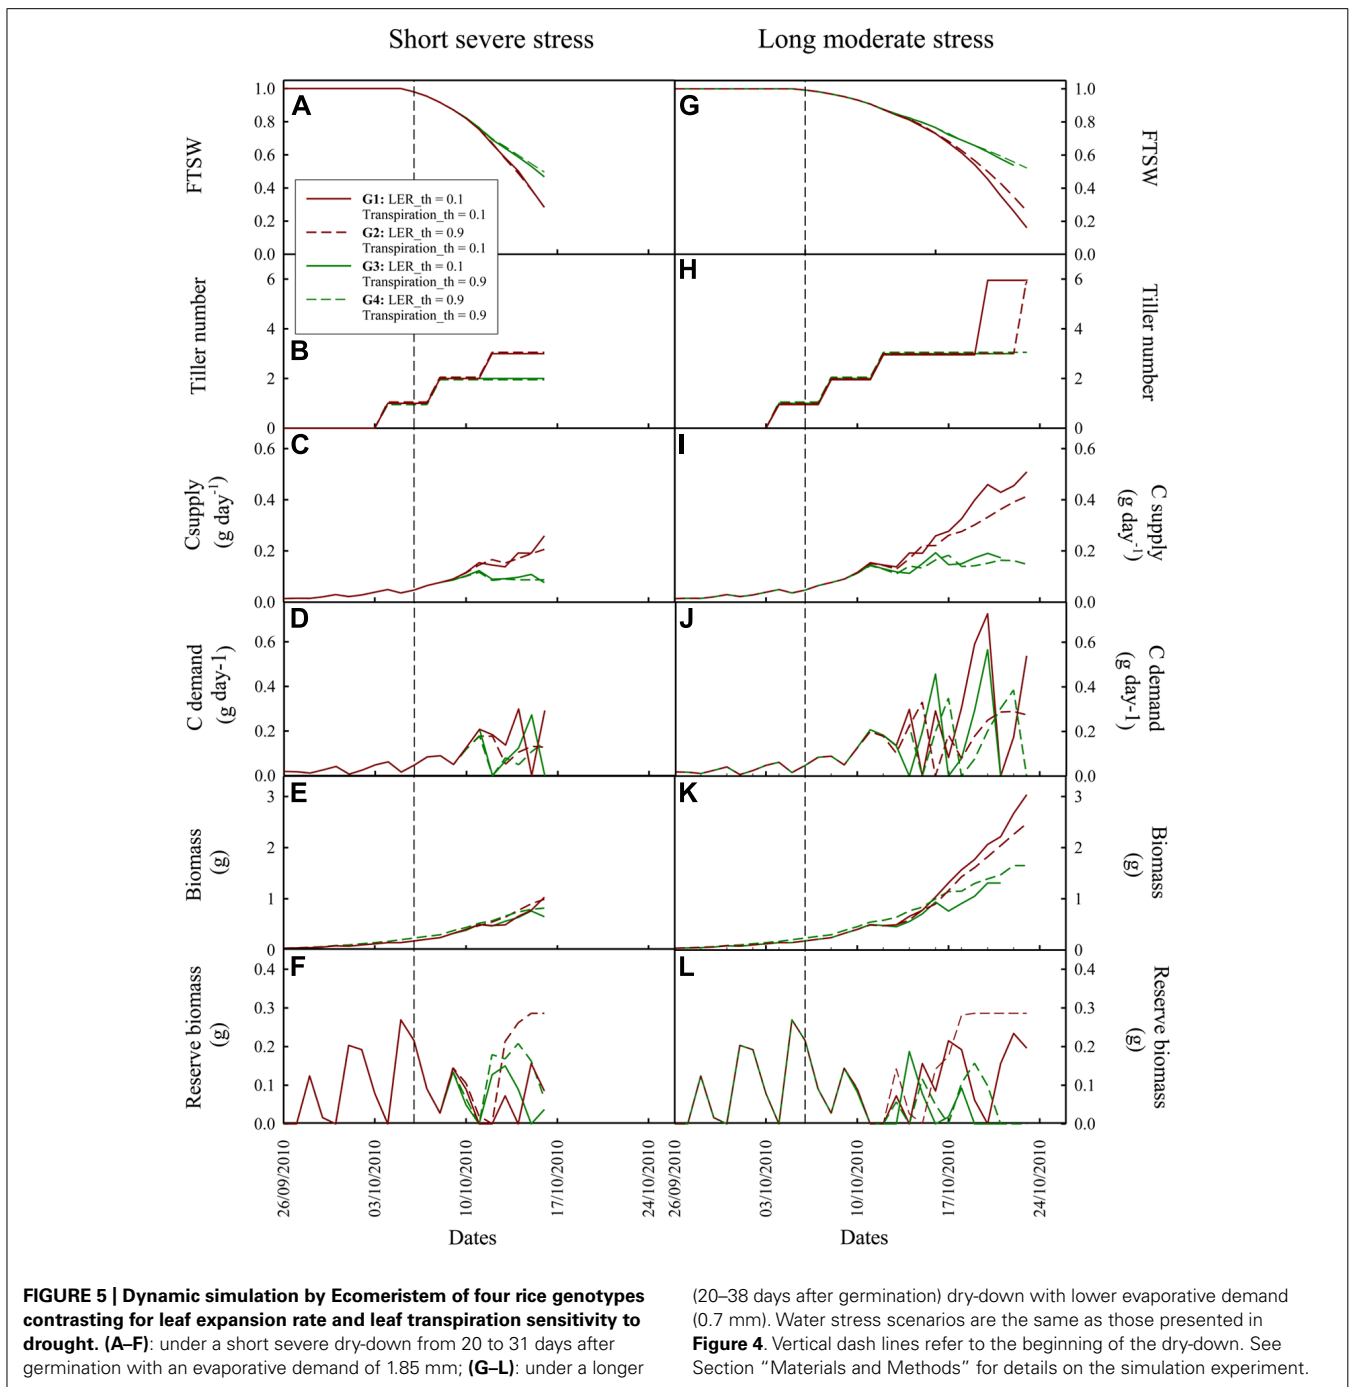 Short severe stress
Long moderate stress
A
FTSW
1.0
0.8
0.6
0.4
0.2
0.0
G1: LER_th = 0.1
Transpiration_th = 0.1
G2: LER_th = 0.9
Transpiration_th = 0.1
G3: LER_th = 0.1
Transpiration_th = 0.9
G4: LER_th = 0.9
Transpiration_th = 0.9
G
1.0
0.8
0.6
0.4
0.2
0.0
FTSW
B
Tiller number
6
4
2
0
H
6
4
2
0
Tiller number
C
Csupply
(g day-1)
0.6
0.4
0.2
0.0
I
0.6
0.4
0.2
0.0
C supply
(g day-1)
D
C demand
(g day-1)
0.6
0.4
0.2
0.0
J
0.6
0.4
0.2
0.0
C demand
(g day-1)
E
Biomass
(g)
3
2
1
0
K
3
2
1
0
Biomass
(g)
F
Reserve biomass
(g)
0.4
0.3
0.2
0.1
0.0
L
0.4
0.3
0.2
0.1
0.0
Reserve biomass
(g)
26/09/2010
03/10/2010
10/10/2010
17/10/2010
24/10/2010
26/09/2010
03/10/2010
10/10/2010
17/10/2010
24/10/2010
Dates
Dates
FIGURE 5 | Dynamic simulation by Ecomeristem of four rice genotypes
contrasting for leaf expansion rate and leaf transpiration sensitivity to
drought. (A–F): under a short severe dry-down from 20 to 31 days after
germination with an evaporative demand of 1.85 mm; (G–L): under a longer
(20–38 days after germination) dry-down with lower evaporative demand
(0.7 mm). Water stress scenarios are the same as those presented in
Figure 4. Vertical dash lines refer to the beginning of the dry-down. See
Section “Materials and Methods” for details on the simulation experiment.